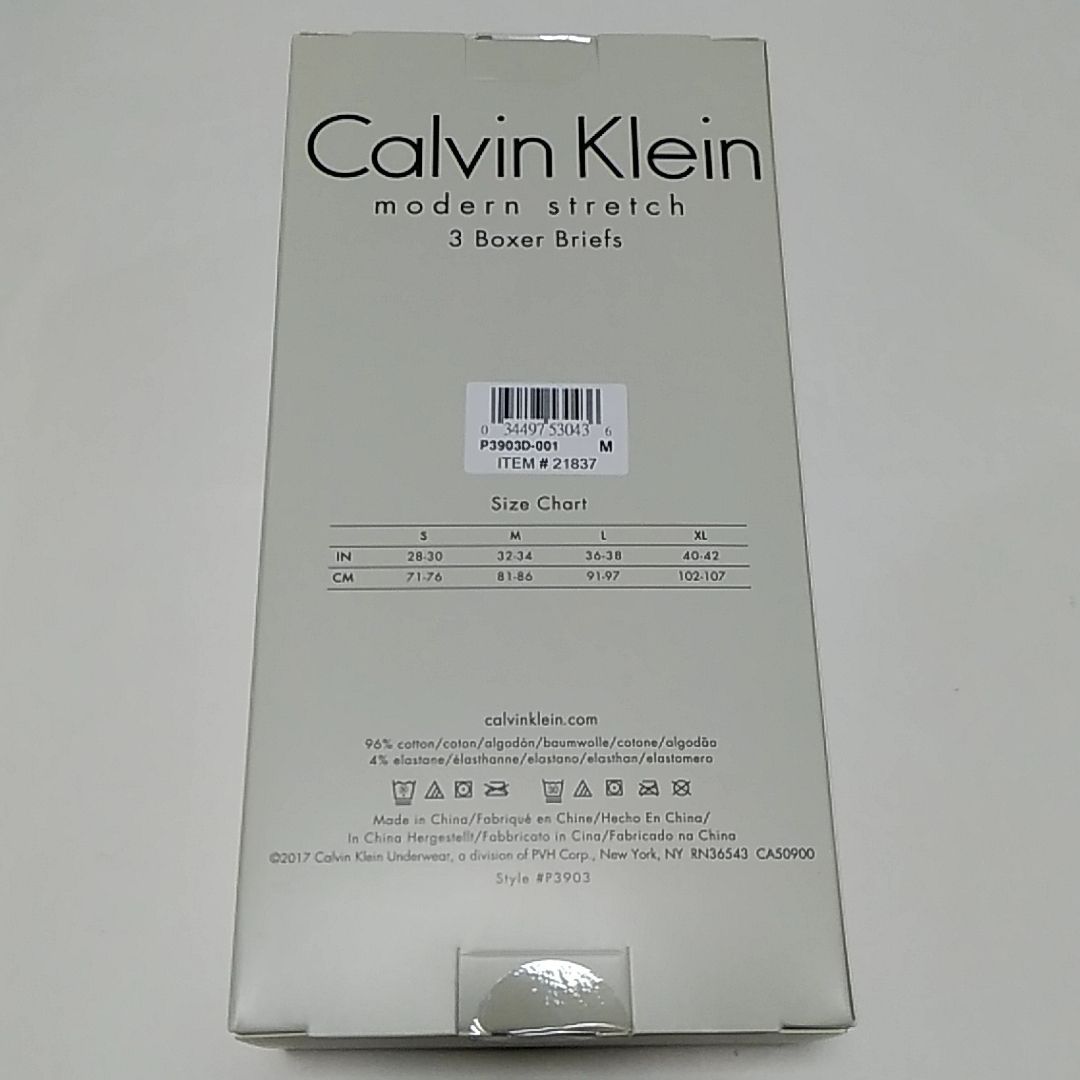 Calvin Klein
modern stretch
3 Boxer Briefs
0 34497 53043 6
P3903D-001 M
ITEM # 21837
Size Chart
S M L XL
IN 28-30 32-34 36-38 40-42
CM 71-76 81-86 91-97 102-107
calvinklein.com
96% cotton/coton/algodón/baumwolle/cotone/algodão
4% elastane/élasthanne/elastano/elasthan/elastomero
Made in China/Fabriqué en Chine/Hecho En China/
In China Hergestellt/Fabbricato in Cina/Fabricado na China
©2017 Calvin Klein Underwear, a division of PVH Corp., New York, NY RN36543 CA50900
Style #P3903